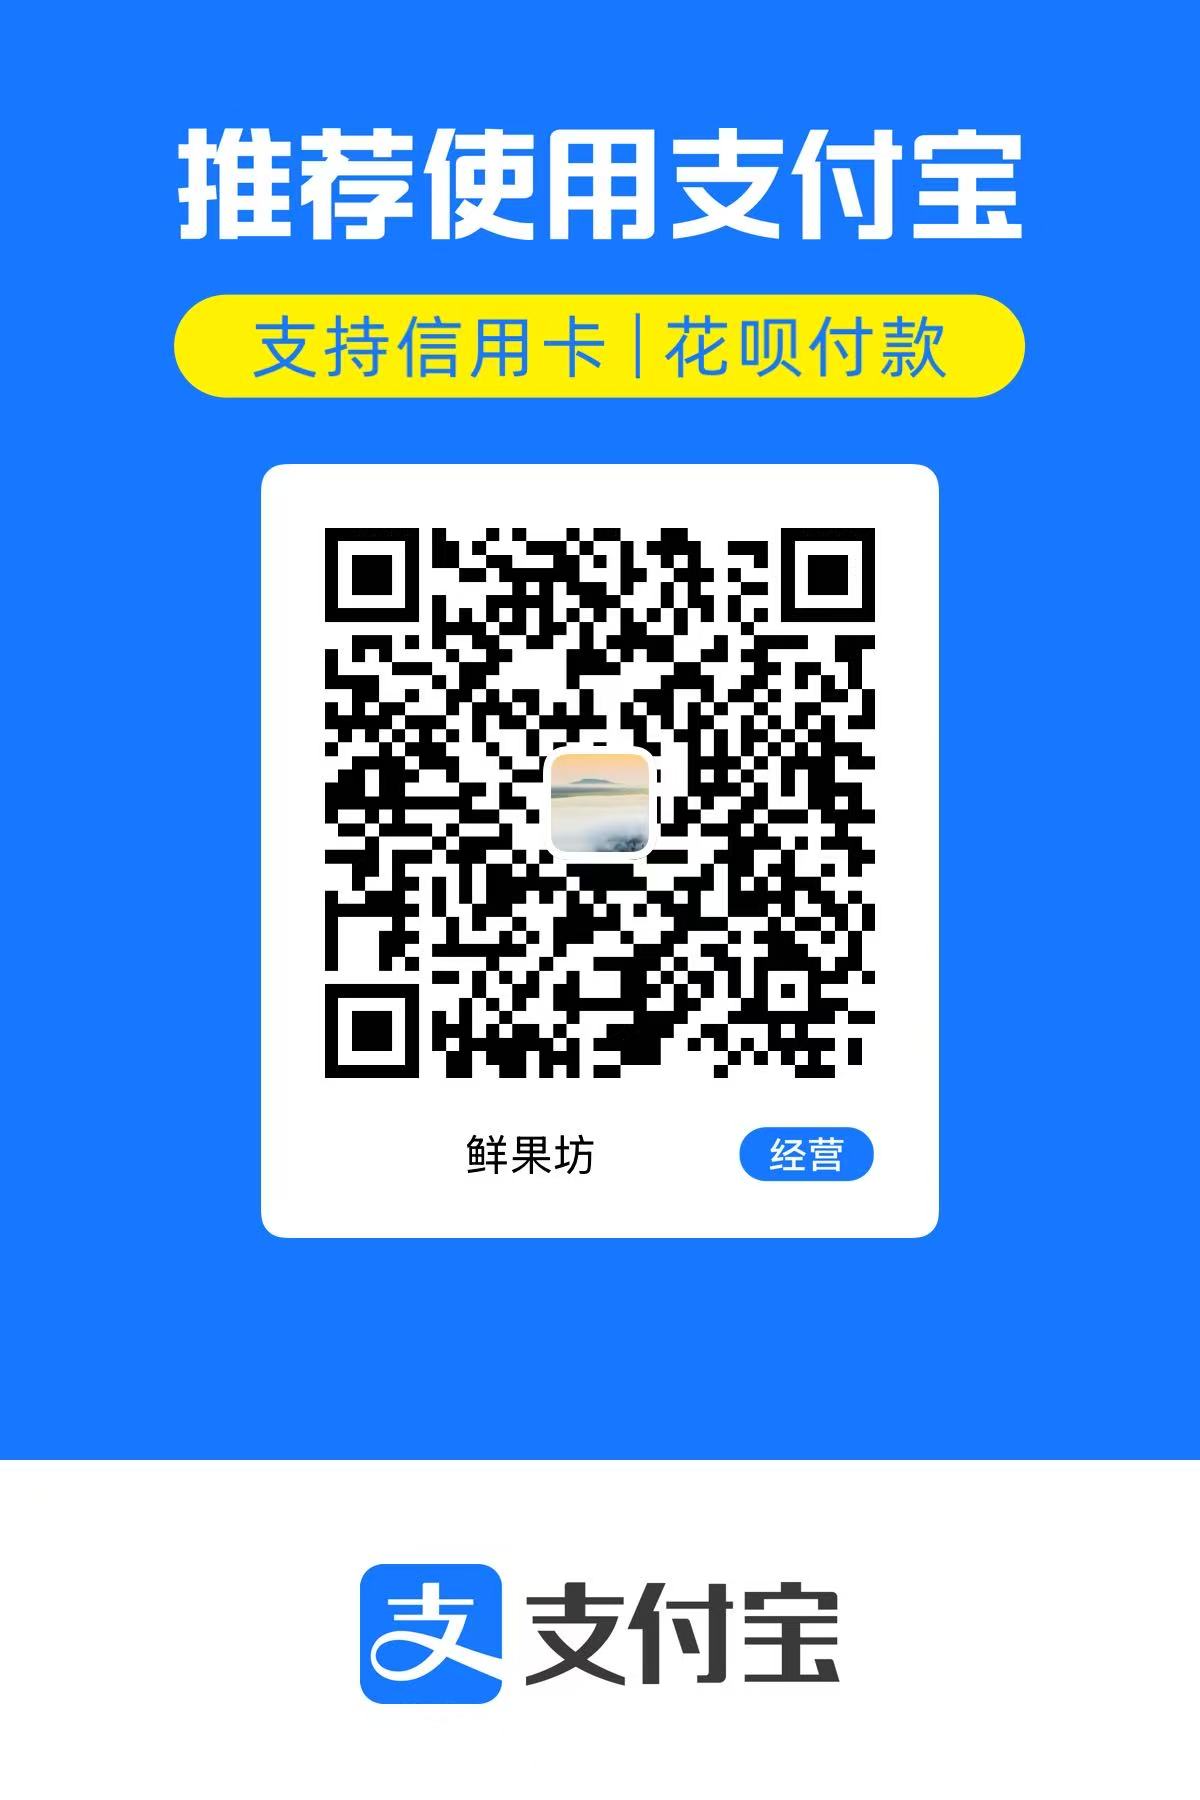 推荐使用支付宝
支持信用卡|花呗付款
鲜果坊 经营
支付宝